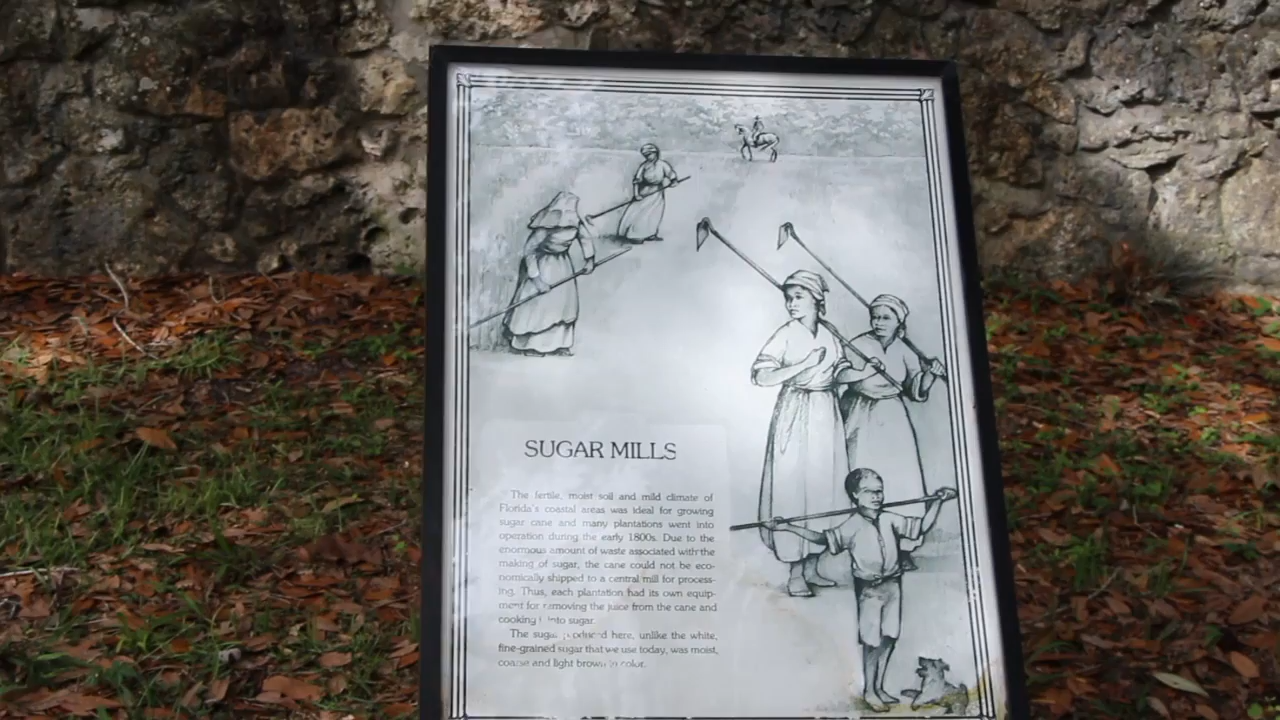 SUGAR MILLS
The fertile, moist soil and mild climate of
Florida's coastal areas was ideal for growing
sugar cane and many plantations went into
operation during the early 1800s. Due to the
enormous amount of waste associated with the
making of sugar, the cane could not be eco-
nomically shipped to a central mill for process-
ing. Thus, each plantation had its own equip-
ment for removing the juice from the cane and
cooking into sugar.
The sugar produced here, unlike the white,
fine-grained sugar that we use today, was moist,
coarse and light brown in color.